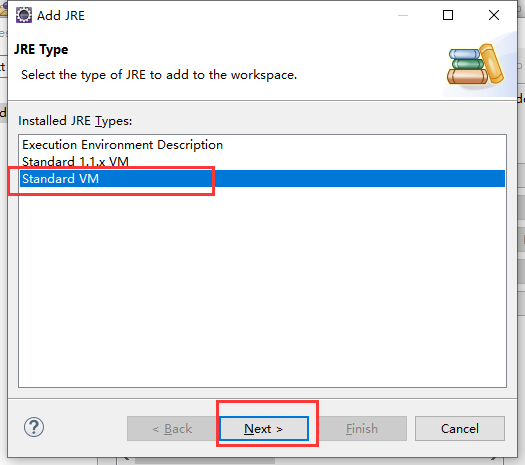 Add JRE
JRE Type
Select the type of JRE to add to the workspace.
Installed JRE Types:
Execution Environment Description
Standard 1.1.x VM
Standard VM
?
< Back
Next >
Finish
Cancel